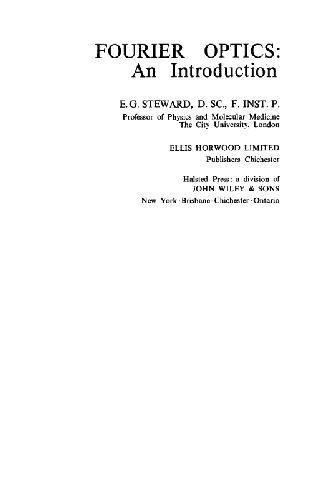 FOURIER OPTICS:
An Introduction
E.G. STEWARD, D. SC., F. INST. P.
Professor of Physics and Molecular Medicine
The City University, London
ELLIS HORWOOD LIMITED
Publishers Chichester
Halsted Press: a division of
JOHN WILEY & SONS
New York·Brisbane·Chichester·Ontario